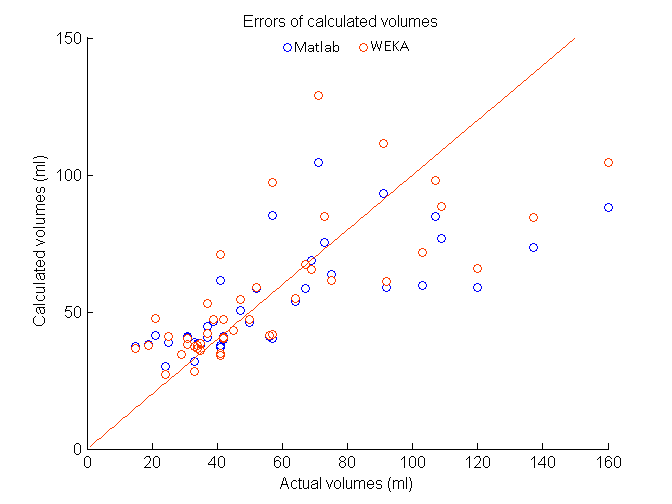 Errors of calculated volumes
Matlab WEKA
150
100
50
0
Calculated volumes (ml)
0 20 40 60 80 100 120 140 160
Actual volumes (ml)